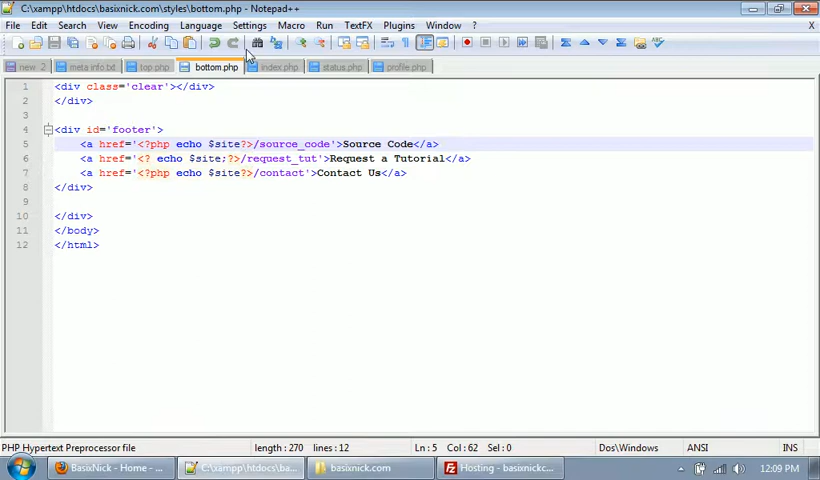 C:\xampp\htdocs\basixnick.com\styles\bottom.php - Notepad++
File Edit Search View Encoding Language Settings Macro Run TextFX Plugins Window ? X
new 2 meta info.txt top.php bottom.php index.php status.php profile.php
1 <div class='clear'></div>
2 </div>
3
4 <div id='footer'>
5 <a href='<?php echo $site?>/source_code'>Source Code</a>
6 <a href='<? echo $site;?>/request_tut'>Request a Tutorial</a>
7 <a href='<?php echo $site?>/contact'>Contact Us</a>
8 </div>
9
10 </div>
11 </body>
12 </html>
PHP Hypertext Preprocessor file length : 270 lines : 12 Ln : 5 Col : 62 Sel : 0 Dos\Windows ANSI INS
BasixNick - Home - ... C:\xampp\htdocs\ba... basixnick.com Hosting - basixnickc... 12:09 PM